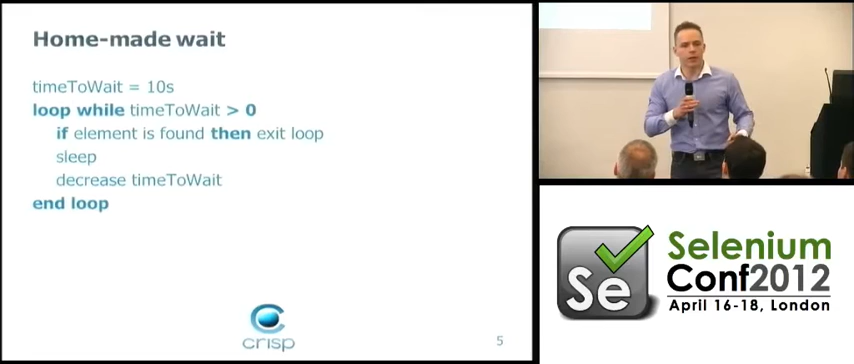 Home-made wait
timeToWait = 10s
loop while timeToWait > 0
if element is found then exit loop
sleep
decrease timeToWait
end loop
crisp
5
Se
Selenium
Conf2012
April 16-18, London